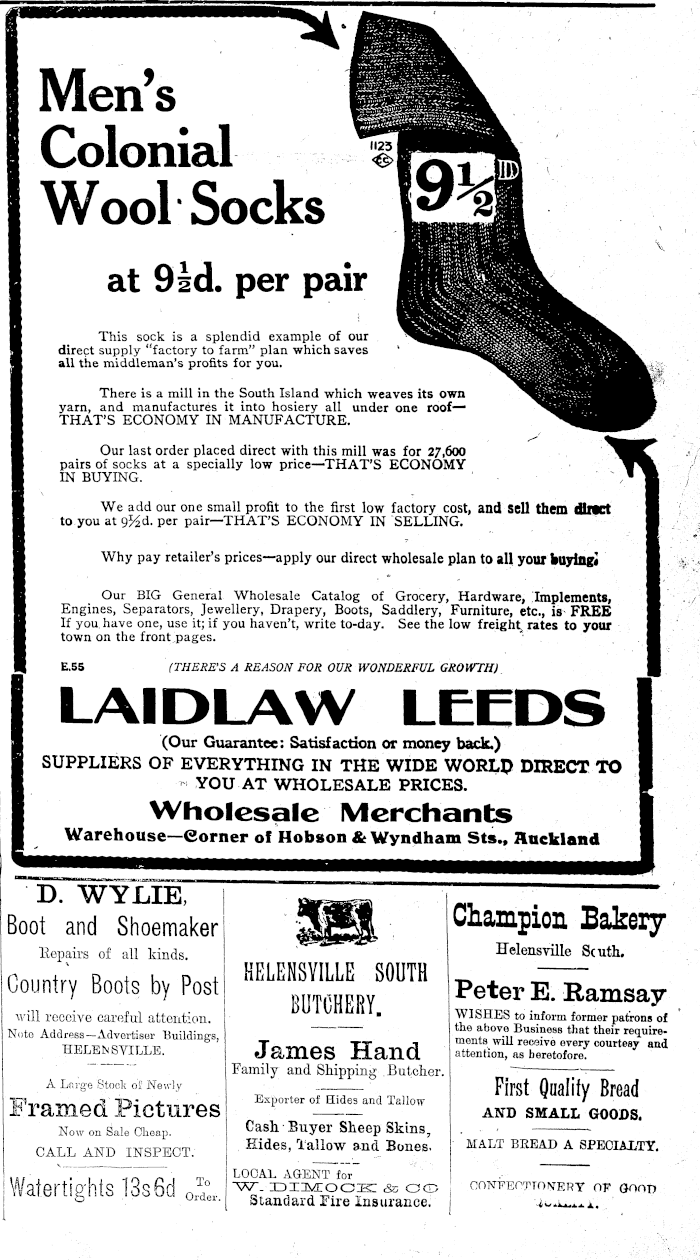 Men's
Colonial
Wool Socks
at 9½d. per pair
1123
CC
9½D
This sock is a splendid example of our
direct supply "factory to farm" plan which saves
all the middleman's profits for you.
There is a mill in the South Island which weaves its own
yarn, and manufactures it into hosiery all under one roof—
THAT'S ECONOMY IN MANUFACTURE.
Our last order placed direct with this mill was for 27,600
pairs of socks at a specially low price—THAT'S ECONOMY
IN BUYING.
We add our one small profit to the first low factory cost, and sell them direct
to you at 9½d. per pair—THAT'S ECONOMY IN SELLING.
Why pay retailer's prices—apply our direct wholesale plan to all your buying.
Our BIG General Wholesale Catalog of Grocery, Hardware, Implements,
Engines, Separators, Jewellery, Drapery, Boots, Saddlery, Furniture, etc., is FREE
If you have one, use it; if you haven't, write to-day. See the low freight rates to your
town on the front pages.
E.55 (THERE'S A REASON FOR OUR WONDERFUL GROWTH)
LAIDLAW LEEDS
(Our Guarantee: Satisfaction or money back.)
SUPPLIERS OF EVERYTHING IN THE WIDE WORLD DIRECT TO
YOU AT WHOLESALE PRICES.
Wholesale Merchants
Warehouse—Corner of Hobson & Wyndham Sts., Auckland
D. WYLIE,
Boot and Shoemaker
Repairs of all kinds.
Country Boots by Post
will receive careful attention.
Note Address—Advertiser Buildings,
HELENSVILLE.
A Large Stock of Newly
Framed Pictures
Now on Sale Cheap.
CALL AND INSPECT.
Watertights 13s6d To Order.
HELENSVILLE SOUTH
BUTCHERY.
James Hand
Family and Shipping Butcher.
Exporter of Hides and Tallow
Cash Buyer Sheep Skins,
Hides, Tallow and Bones.
LOCAL AGENT for
W. DIMOCK & CO
Standard Fire Insurance.
Champion Bakery
Helensville South.
Peter E. Ramsay
WISHES to inform former patrons of
the above Business that their require-
ments will receive every courtesy and
attention, as heretofore.
First Quality Bread
AND SMALL GOODS.
MALT BREAD A SPECIALTY.
CONFECTIONERY OF GOOD